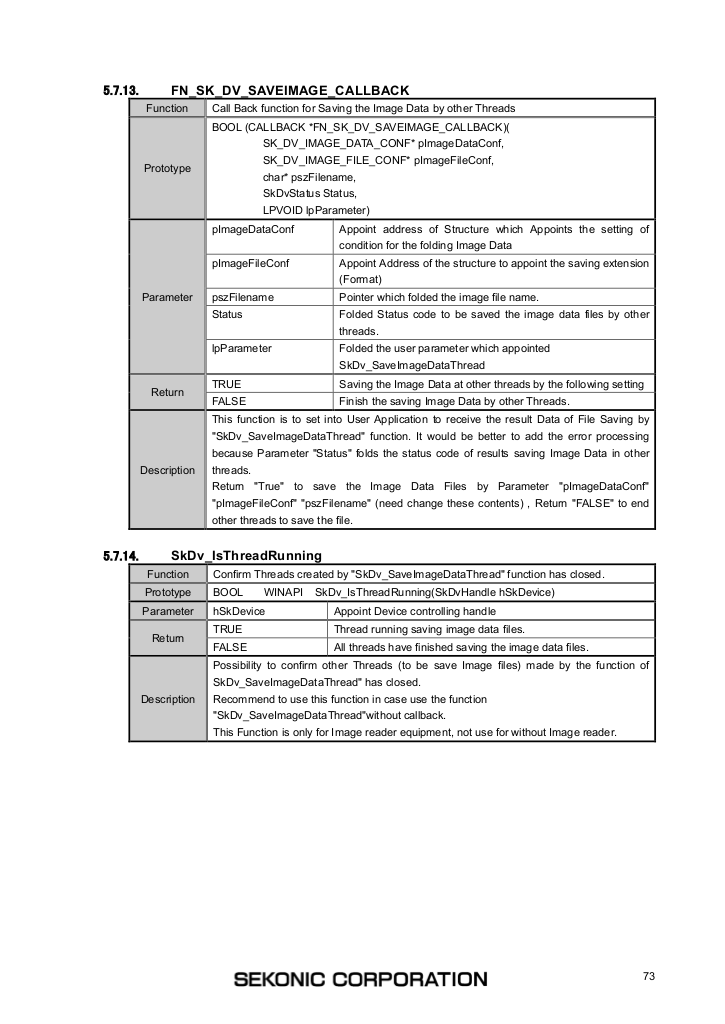 5.7.13. FN_SK_DV_SAVEIMAGE_CALLBACK
Function Call Back function for Saving the Image Data by other Threads
Prototype
BOOL (CALLBACK *FN_SK_DV_SAVEIMAGE_CALLBACK)(
SK_DV_IMAGE_DATA_CONF* pImageDataConf,
SK_DV_IMAGE_FILE_CONF* pImageFileConf,
char* pszFilename,
SkDvStatus Status,
LPVOID lpParameter)
Parameter
pImageDataConf Appoint address of Structure which Appoints the setting of
condition for the folding Image Data
pImageFileConf Appoint Address of the structure to appoint the saving extension
(Format)
pszFilename Pointer which folded the image file name.
Status Folded Status code to be saved the image data files by other
threads.
lpParameter Folded the user parameter which appointed
SkDv_SaveImageDataThread
Return
TRUE Saving the Image Data at other threads by the following setting
FALSE Finish the saving Image Data by other Threads.
Description
This function is to set into User Application to receive the result Data of File Saving by
"SkDv_SaveImageDataThread" function. It would be better to add the error processing
because Parameter "Status" folds the status code of results saving Image Data in other
threads.
Return "True" to save the Image Data Files by Parameter "pImageDataConf"
"pImageFileConf" "pszFilename" (need change these contents) , Return "FALSE" to end
other threads to save the file.
5.7.14. SkDv_IsThreadRunning
Function Confirm Threads created by "SkDv_SaveImageDataThread" function has closed.
Prototype BOOL WINAPI SkDv_IsThreadRunning(SkDvHandle hSkDevice)
Parameter hSkDevice Appoint Device controlling handle
Return
TRUE Thread running saving image data files.
FALSE All threads have finished saving the image data files.
Description
Possibility to confirm other Threads (to be save Image files) made by the function of
SkDv_SaveImageDataThread" has closed.
Recommend to use this function in case use the function
"SkDv_SaveImageDataThread"without callback.
This Function is only for Image reader equipment, not use for without Image reader.
SEKONIC CORPORATION
73